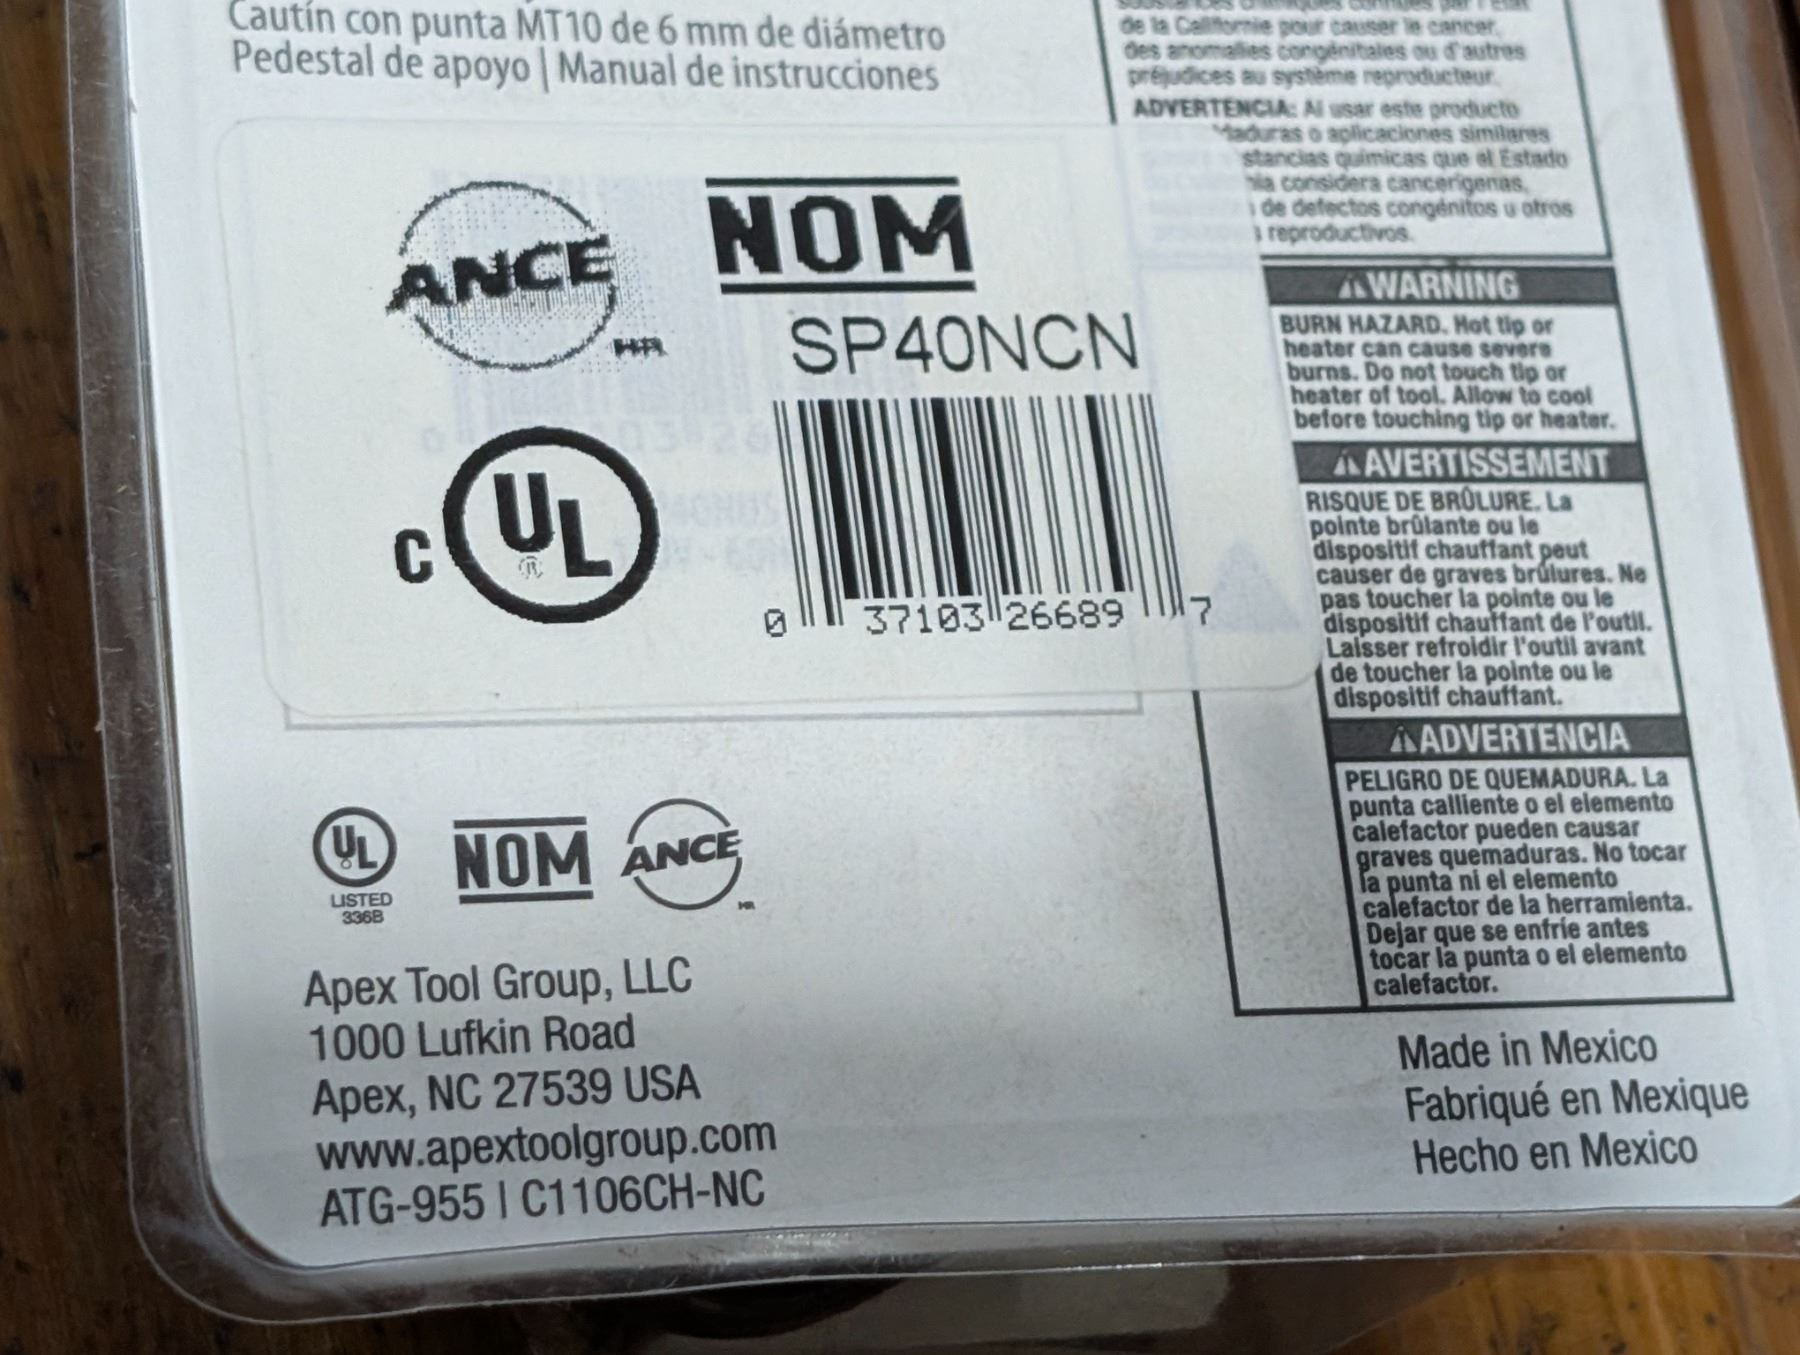 Cautín con punta MT10 de 6 mm de diámetro
Pedestal de apoyo | Manual de instrucciones
de la Californie pour causer le cancer,
des anomalies congénitales ou d'autres
préjudices au système reproducteur.
ADVERTENCIA: Al usar este producto
o aplicaciones similares
químicas que el Estado
considera cancerígenas,
de defectos congénitos u otros
reproductivos.
ANCE
MR
NOM
SP40NCN
C UL ®
0 37103 26689 7
WARNING
BURN HAZARD. Hot tip or
heater can cause severe
burns. Do not touch tip or
heater of tool. Allow to cool
before touching tip or heater.
AVERTISSEMENT
RISQUE DE BRÛLURE. La
pointe brûlante ou le
dispositif chauffant peut
causer de graves brûlures. Ne
pas toucher la pointe ou le
dispositif chauffant de l'outil.
Laisser refroidir l'outil avant
de toucher la pointe ou le
dispositif chauffant.
ADVERTENCIA
PELIGRO DE QUEMADURA. La
punta calliente o el elemento
calefactor pueden causar
graves quemaduras. No tocar
la punta ni el elemento
calefactor de la herramienta.
Dejar que se enfríe antes
tocar la punta o el elemento
calefactor.
UL
LISTED
336B
NOM
ANCE
MR
Apex Tool Group, LLC
1000 Lufkin Road
Apex, NC 27539 USA
www.apextoolgroup.com
ATG-955 | C1106CH-NC
Made in Mexico
Fabriqué en Mexique
Hecho en Mexico